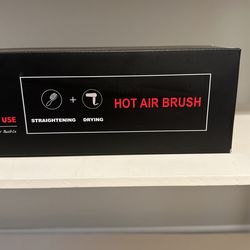 USE
STRAIGHTENING + DRYING
HOT AIR BRUSH